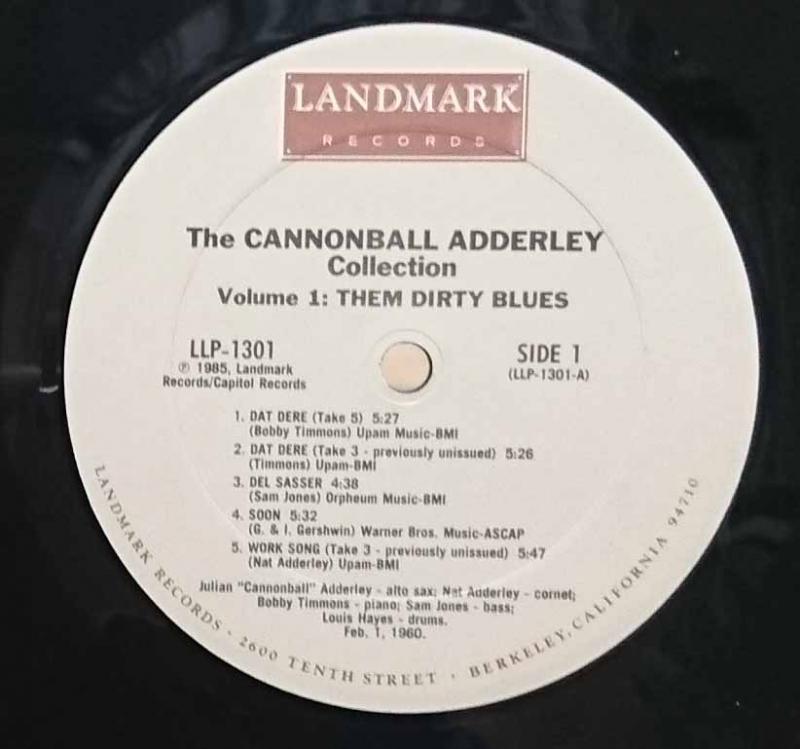 LANDMARK
RECORDS
The CANNONBALL ADDERLEY
Collection
Volume 1: THEM DIRTY BLUES
LLP-1301
℗ 1985, Landmark
Records/Capitol Records
SIDE 1
(LLP-1301-A)
1. DAT DERE (Take 5) 5:27
(Bobby Timmons) Upam Music-BMI
2. DAT DERE (Take 3 - previously unissued) 5:26
(Timmons) Upam-BMI
3. DEL SASSER 4:38
(Sam Jones) Orpheum Music-BMI
4. SOON 5:32
(G. & I. Gershwin) Warner Bros. Music-ASCAP
5. WORK SONG (Take 3 - previously unissued) 5:47
(Nat Adderley) Upam-BMI
Julian "Cannonball" Adderley - alto sax; Nat Adderley - cornet;
Bobby Timmons - piano; Sam Jones - bass;
Louis Hayes - drums.
Feb. 1, 1960.
LANDMARK RECORDS · 2600 TENTH STREET · BERKELEY, CALIFORNIA 94710